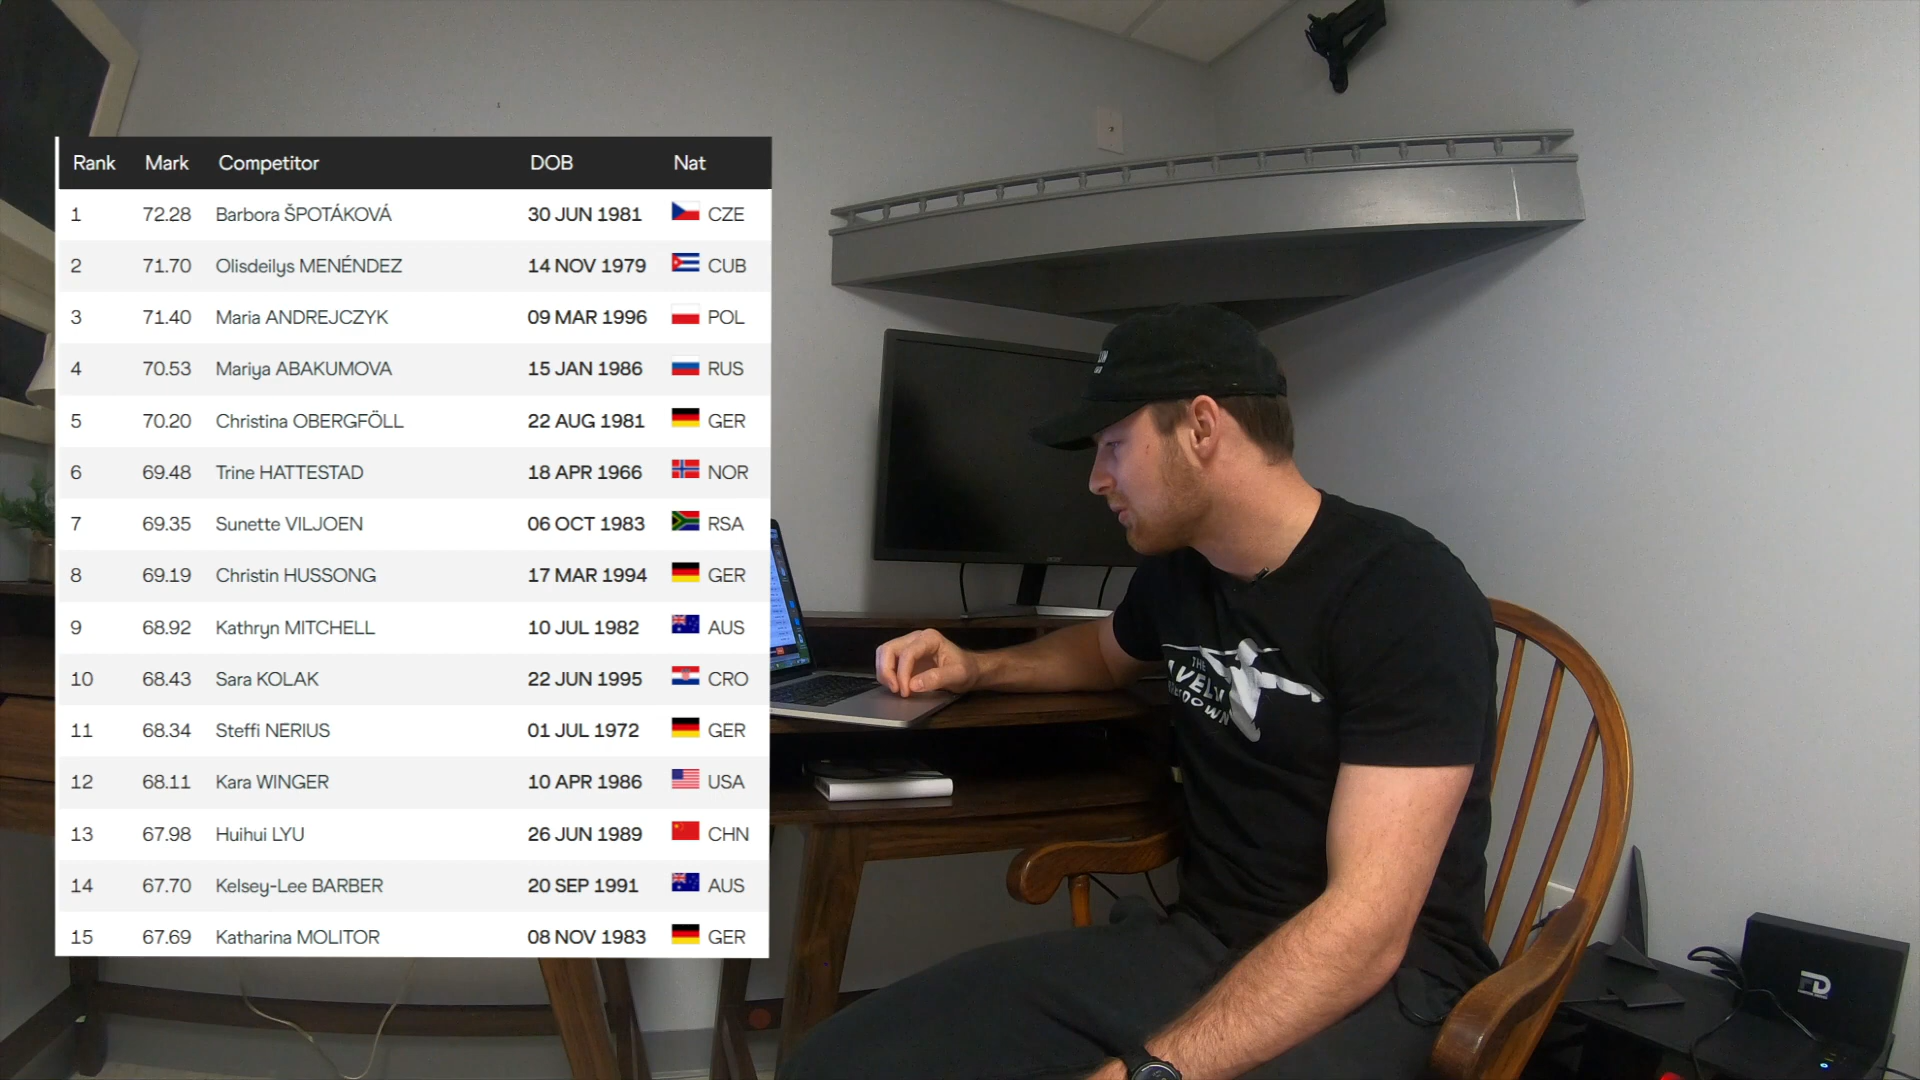 Rank Mark Competitor DOB Nat
1 72.28 Barbora ŠPOTÁKOVÁ 30 JUN 1981 CZE
2 71.70 Olisdeilys MENÉNDEZ 14 NOV 1979 CUB
3 71.40 Maria ANDREJCZYK 09 MAR 1996 POL
4 70.53 Mariya ABAKUMOVA 15 JAN 1986 RUS
5 70.20 Christina OBERGFÖLL 22 AUG 1981 GER
6 69.48 Trine HATTESTAD 18 APR 1966 NOR
7 69.35 Sunette VILJOEN 06 OCT 1983 RSA
8 69.19 Christin HUSSONG 17 MAR 1994 GER
9 68.92 Kathryn MITCHELL 10 JUL 1982 AUS
10 68.43 Sara KOLAK 22 JUN 1995 CRO
11 68.34 Steffi NERIUS 01 JUL 1972 GER
12 68.11 Kara WINGER 10 APR 1986 USA
13 67.98 Huihui LYU 26 JUN 1989 CHN
14 67.70 Kelsey-Lee BARBER 20 SEP 1991 AUS
15 67.69 Katharina MOLITOR 08 NOV 1983 GER
THE
FD